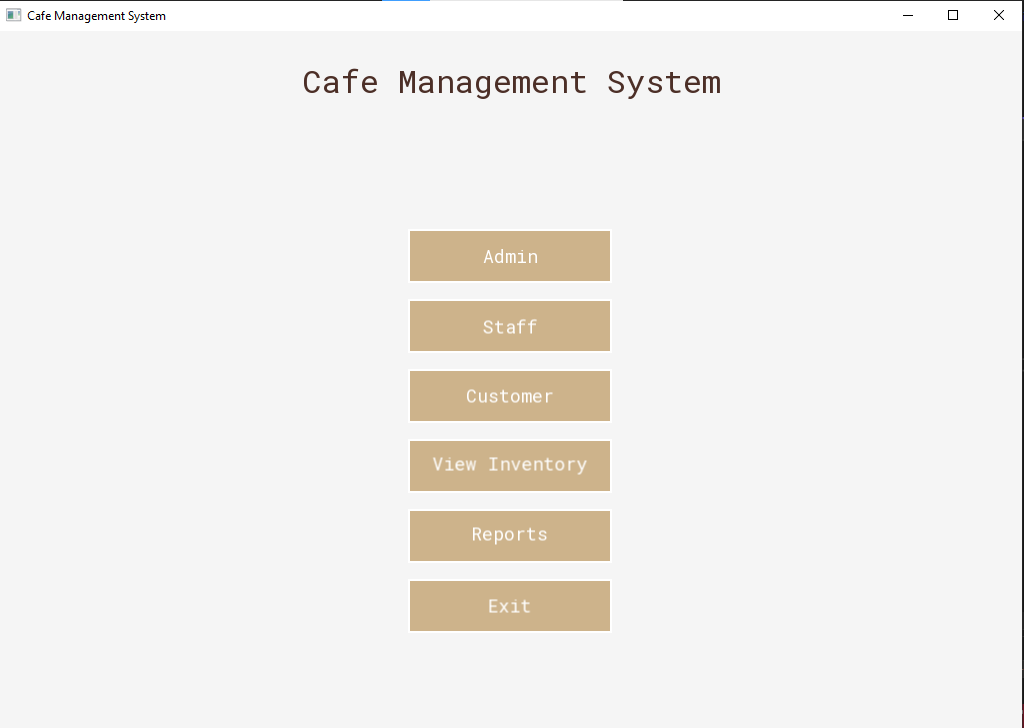 Cafe Management System
Cafe Management System
Admin
Staff
Customer
View Inventory
Reports
Exit